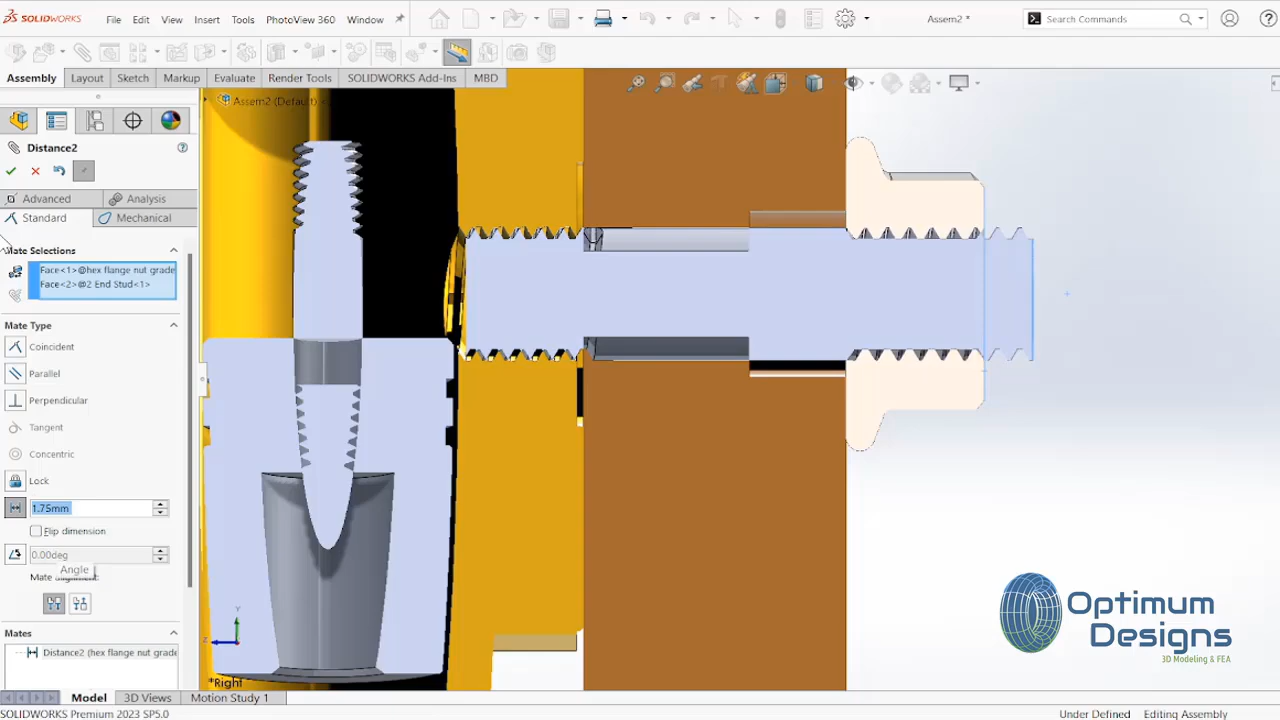 File Edit View Insert Tools PhotoView 360 Window
Assem2 *
Search Commands
Assembly Layout Sketch Markup Evaluate Render Tools SOLIDWORKS Add-Ins MBD
Assem2 (Default)
Distance2
Advanced Analysis
Standard Mechanical
Mate Selections
Face<1>@hex flange nut grade
Face<2>@2 End Stud<1>
Mate Type
Coincident
Parallel
Perpendicular
Tangent
Concentric
Lock
1.75mm
Flip dimension
0.00deg
Angle
Mate
Mates
Distance2 (hex flange nut grade
Y
Z
*Right
Optimum
Designs
3D Modeling & FEA
Model 3D Views Motion Study 1
SOLIDWORKS Premium 2023 SP5.0
Under Defined Editing Assembly